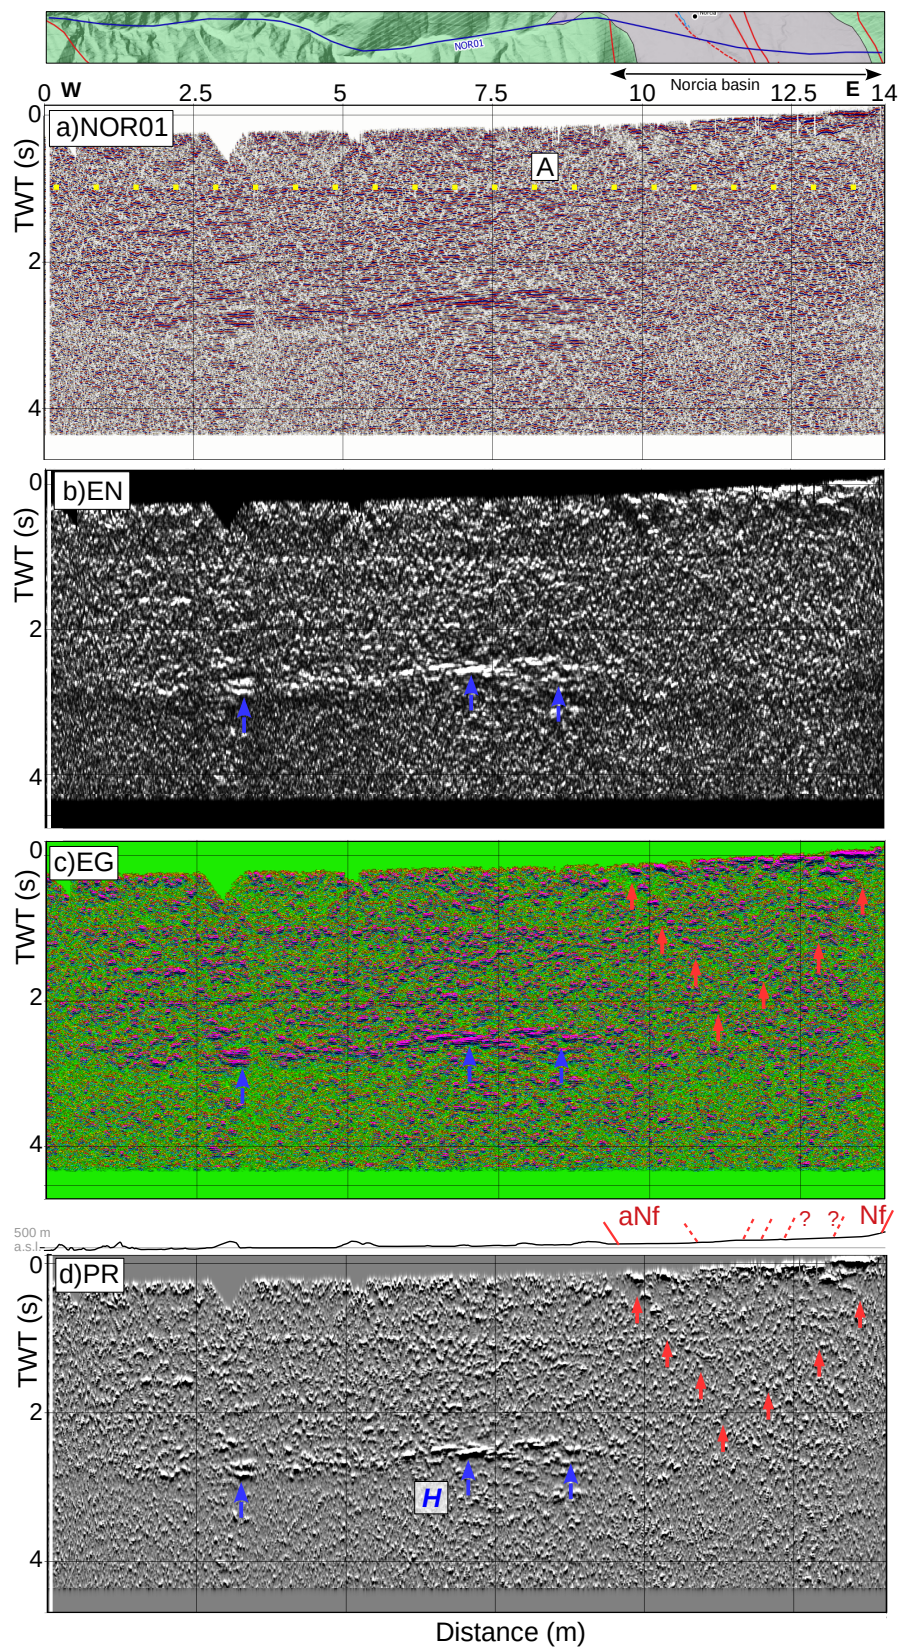 Norcia
NOR01
Norcia basin
0 W 2.5 5 7.5 10 12.5 E 14
a)NOR01
A
0
2
4
TWT (s)
b)EN
0
2
4
TWT (s)
c)EG
0
2
4
TWT (s)
500 m
a.s.l.
aNf ? ? Nf
d)PR
0
2
4
TWT (s)
H
Distance (m)